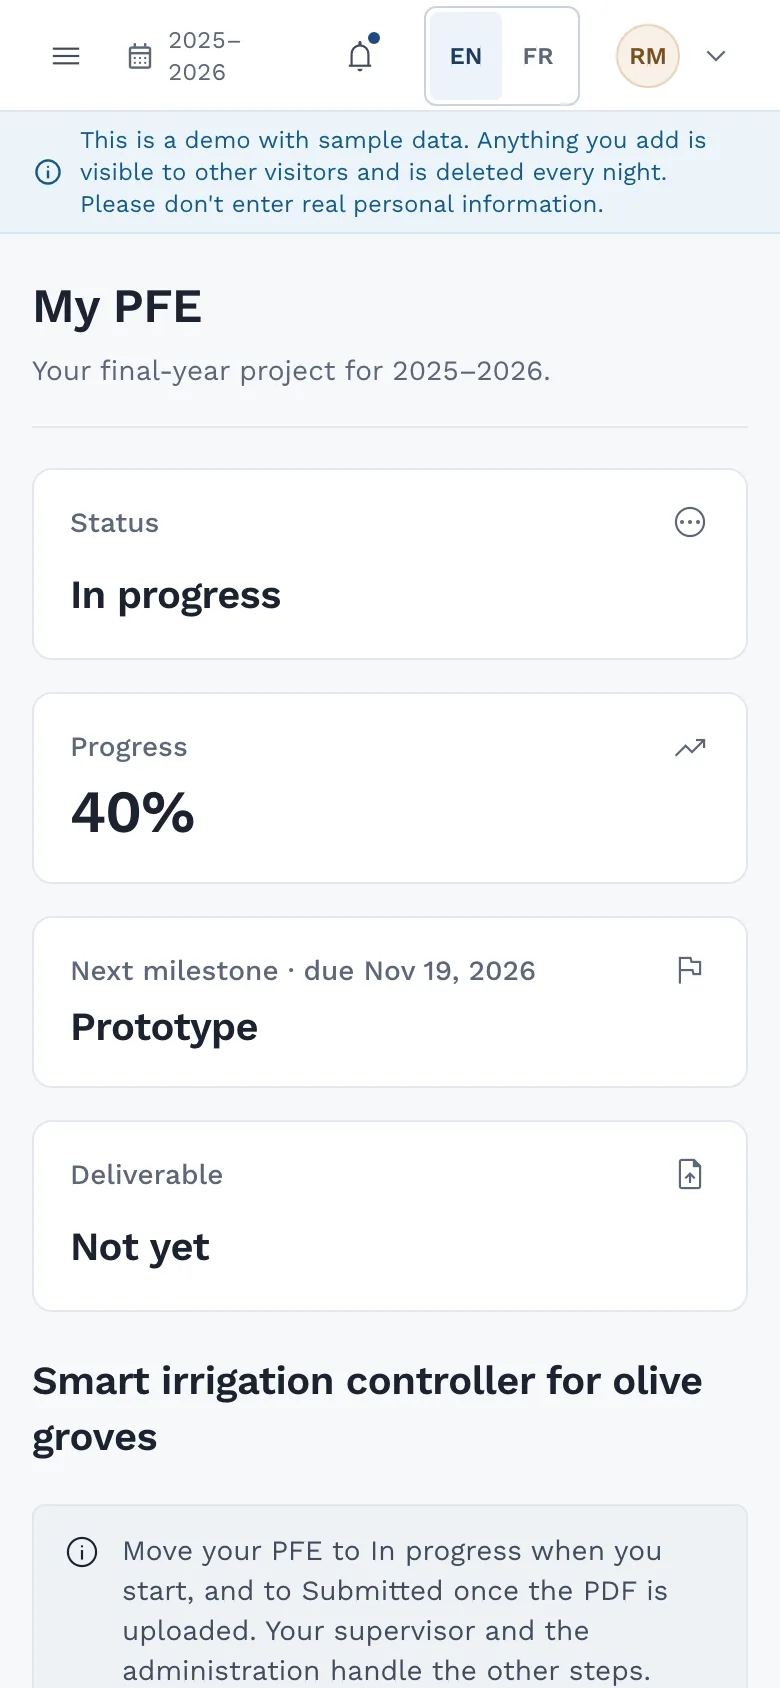 2025–
2026
EN
FR
RM
This is a demo with sample data. Anything you add is
visible to other visitors and is deleted every night.
Please don't enter real personal information.
My PFE
Your final-year project for 2025–2026.
Status
In progress
Progress
40%
Next milestone · due Nov 19, 2026
Prototype
Deliverable
Not yet
Smart irrigation controller for olive
groves
Move your PFE to In progress when you
start, and to Submitted once the PDF is
uploaded. Your supervisor and the
administration handle the other steps.